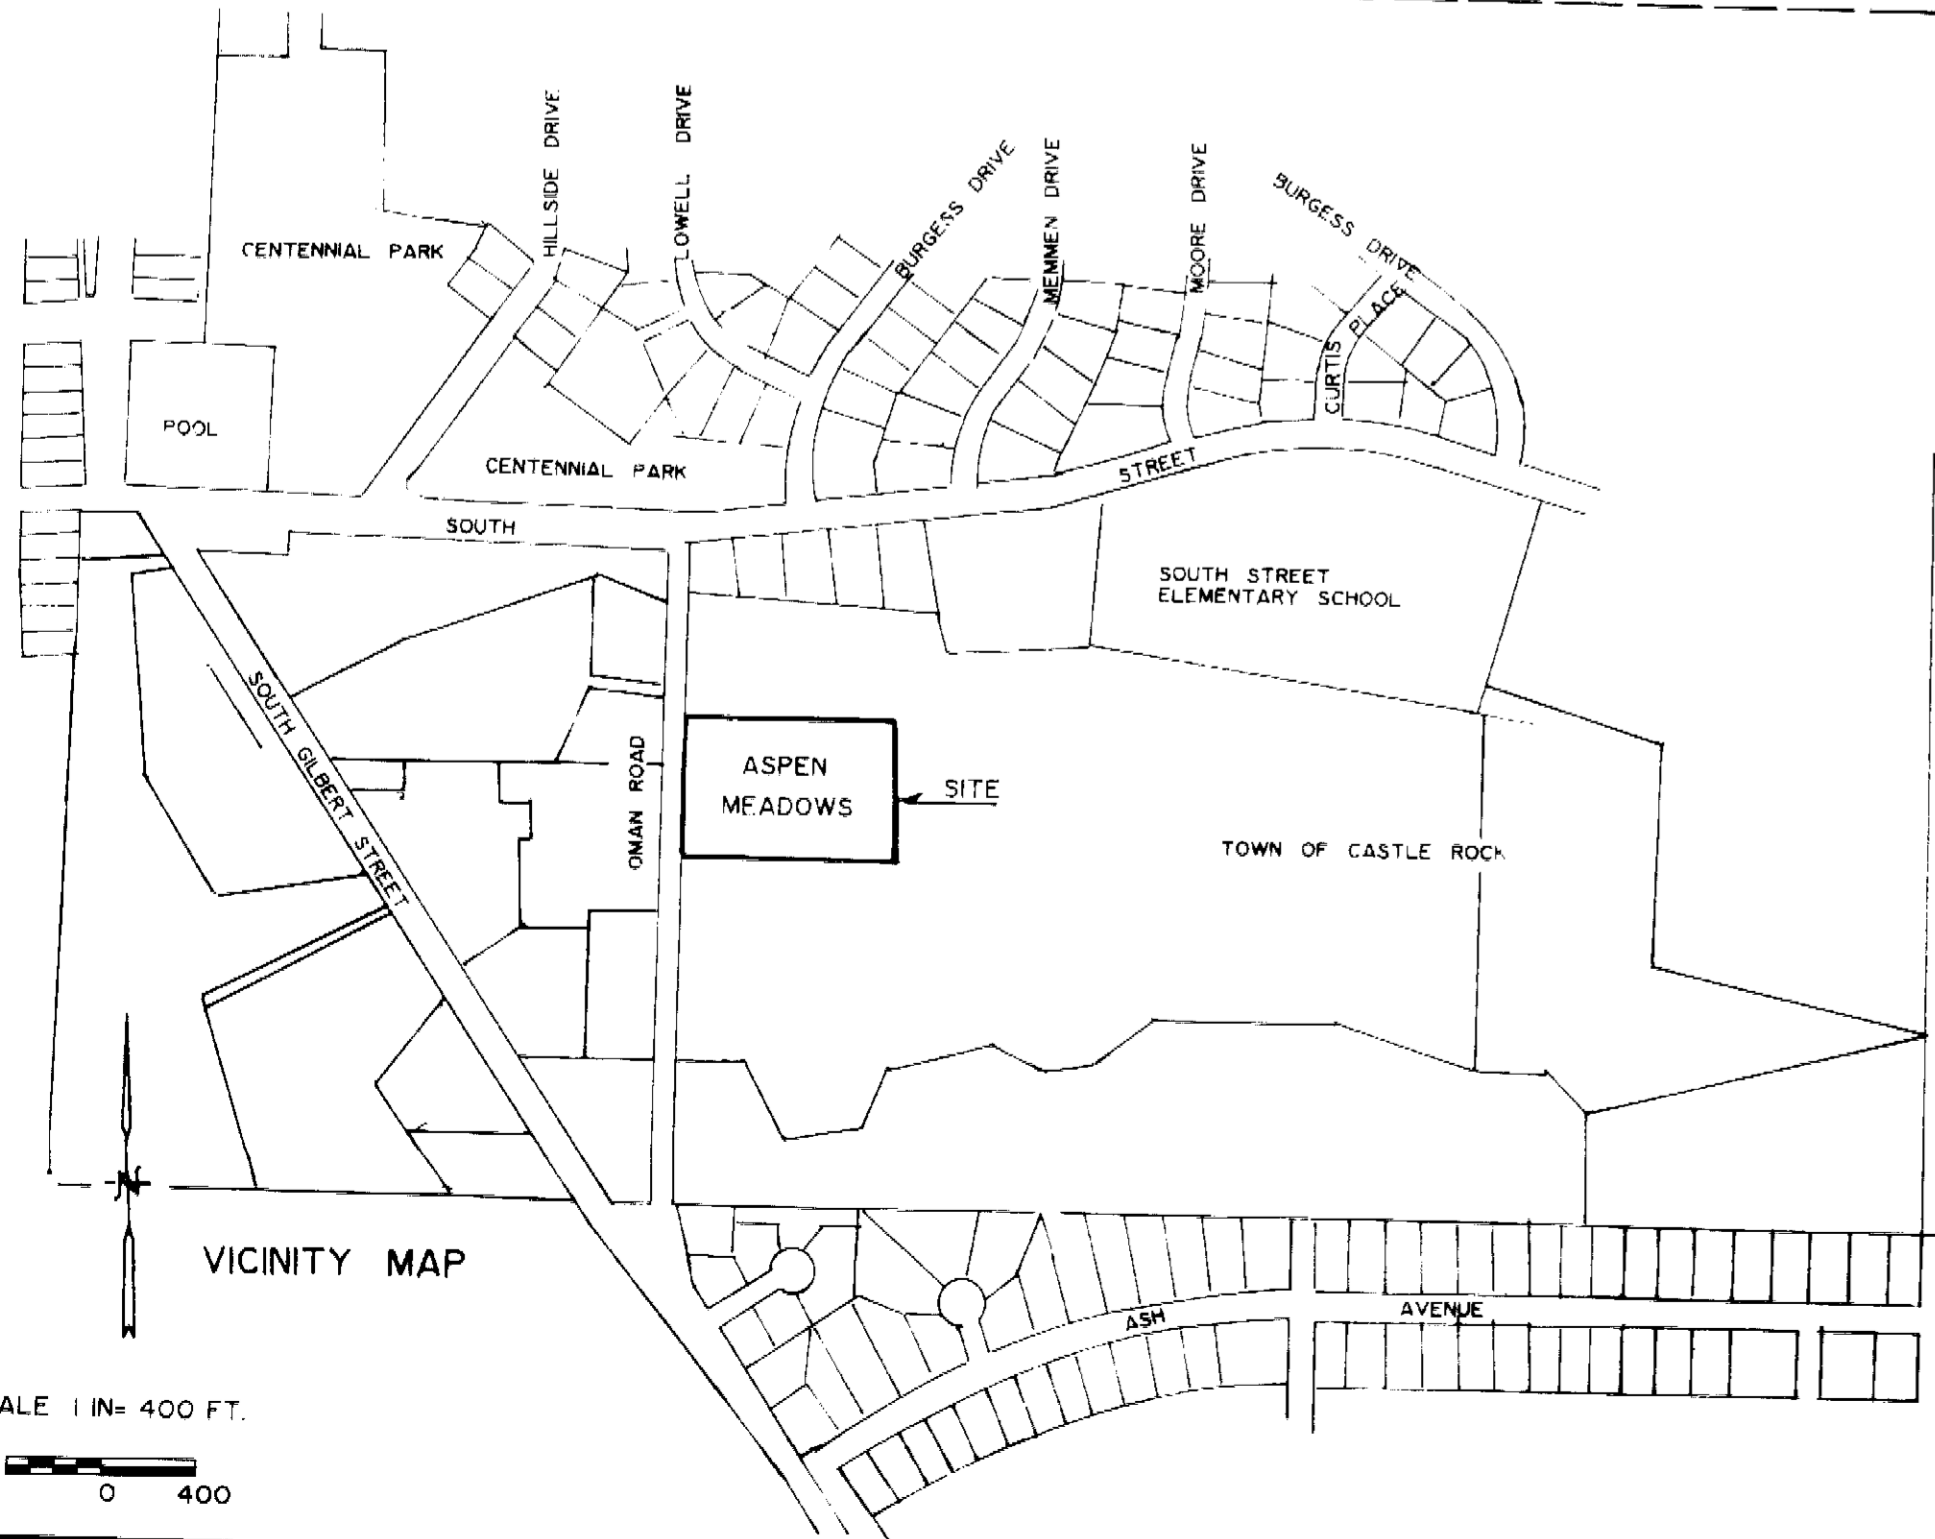 HILLSIDE DRIVE
LOWELL DRIVE
BURGESS DRIVE
MEMMEN DRIVE
MOORE DRIVE
BURGESS DRIVE
CENTENNIAL PARK
CURTIS PLACE
POOL
CENTENNIAL PARK
STREET
SOUTH
SOUTH STREET
ELEMENTARY SCHOOL
SOUTH GILBERT STREET
OMAN ROAD
ASPEN
MEADOWS
SITE
TOWN OF CASTLE ROCK
N
VICINITY MAP
ASH
AVENUE
ALE 1 IN= 400 FT.
0 400